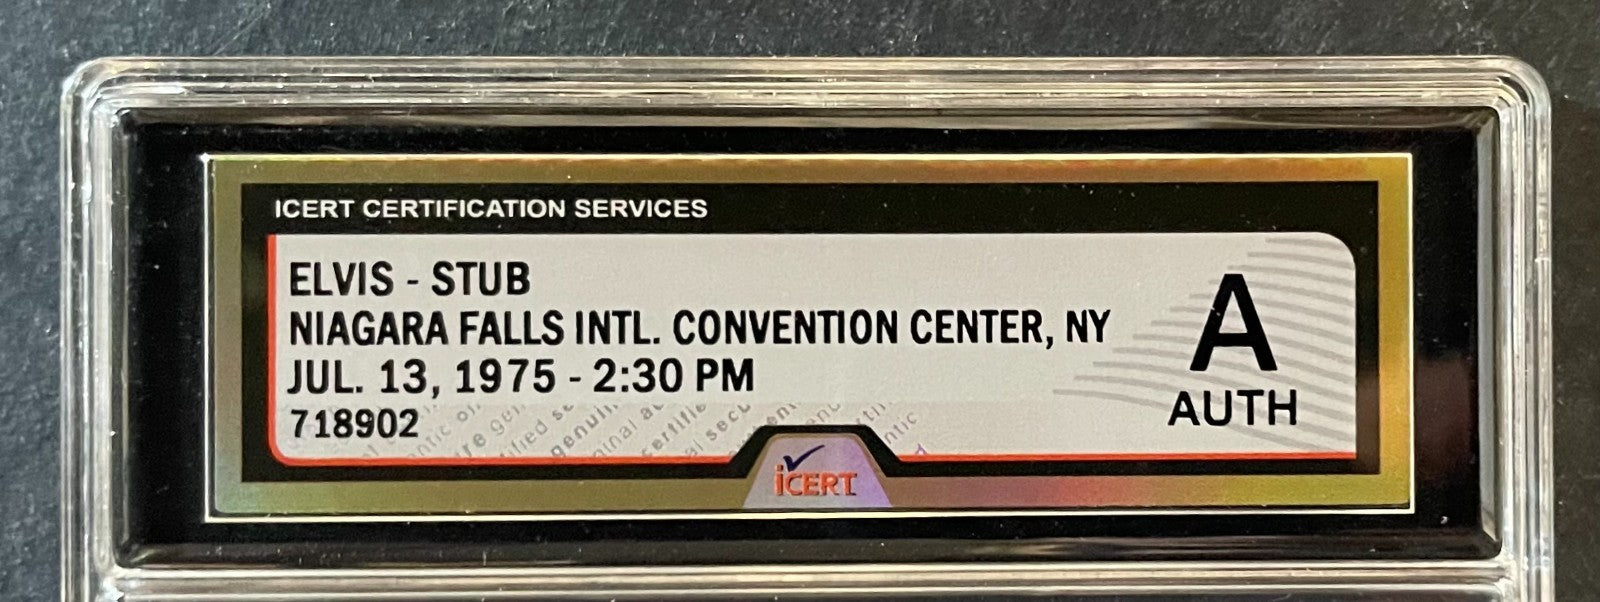 ICERT CERTIFICATION SERVICES
ELVIS - STUB
NIAGARA FALLS INTL. CONVENTION CENTER, NY
JUL. 13, 1975 - 2:30 PM
718902
A
AUTH
iCERT